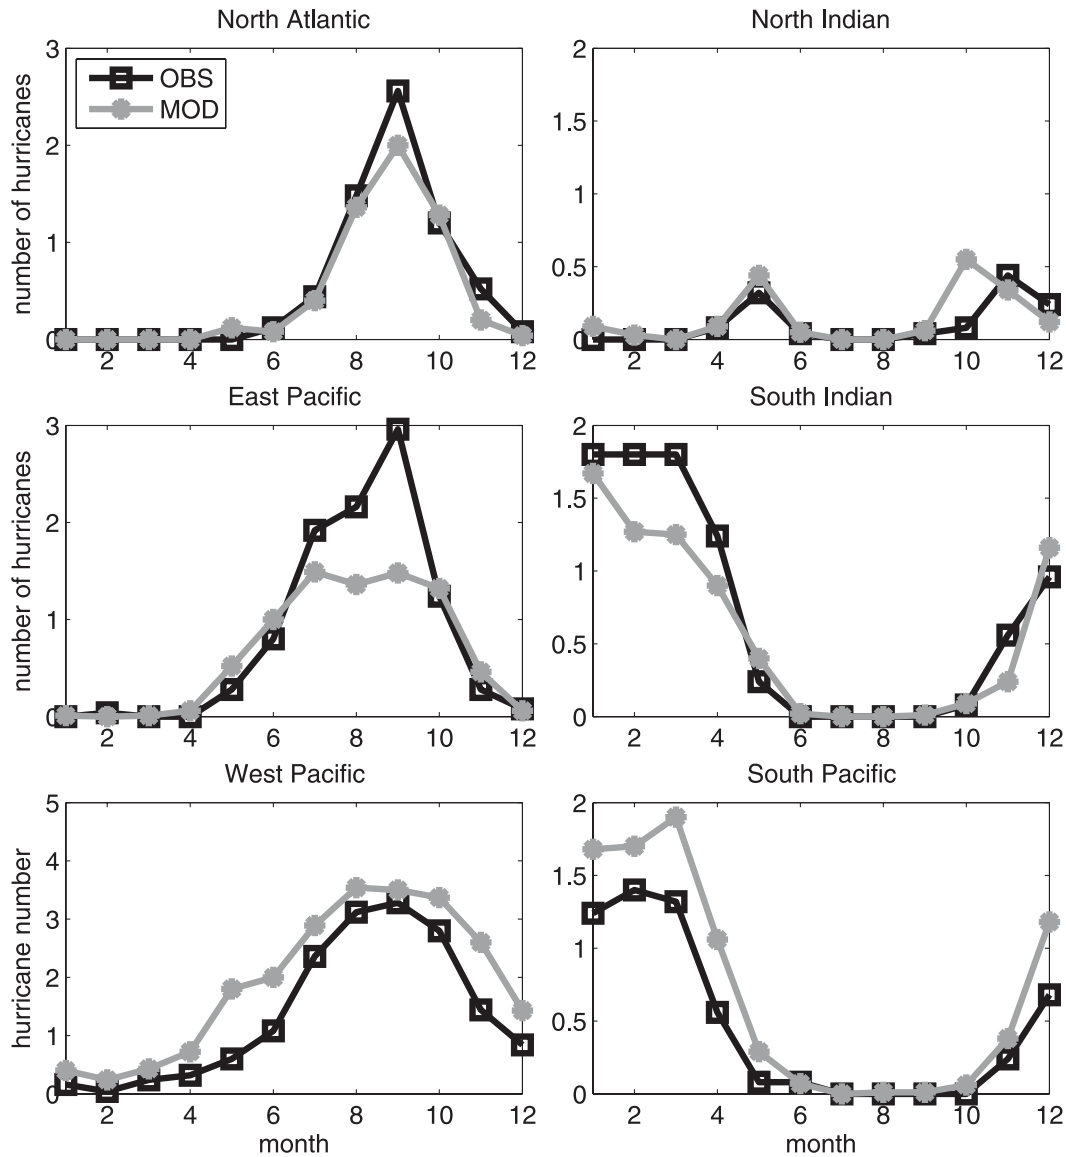 North Atlantic
number of hurricanes
3
2
1
0
OBS
MOD
2 4 6 8 10 12
North Indian
2
1.5
1
0.5
0
2 4 6 8 10 12
East Pacific
number of hurricanes
3
2
1
0
2 4 6 8 10 12
South Indian
2
1.5
1
0.5
0
2 4 6 8 10 12
West Pacific
hurricane number
5
4
3
2
1
0
2 4 6 8 10 12
month
South Pacific
2
1.5
1
0.5
0
2 4 6 8 10 12
month